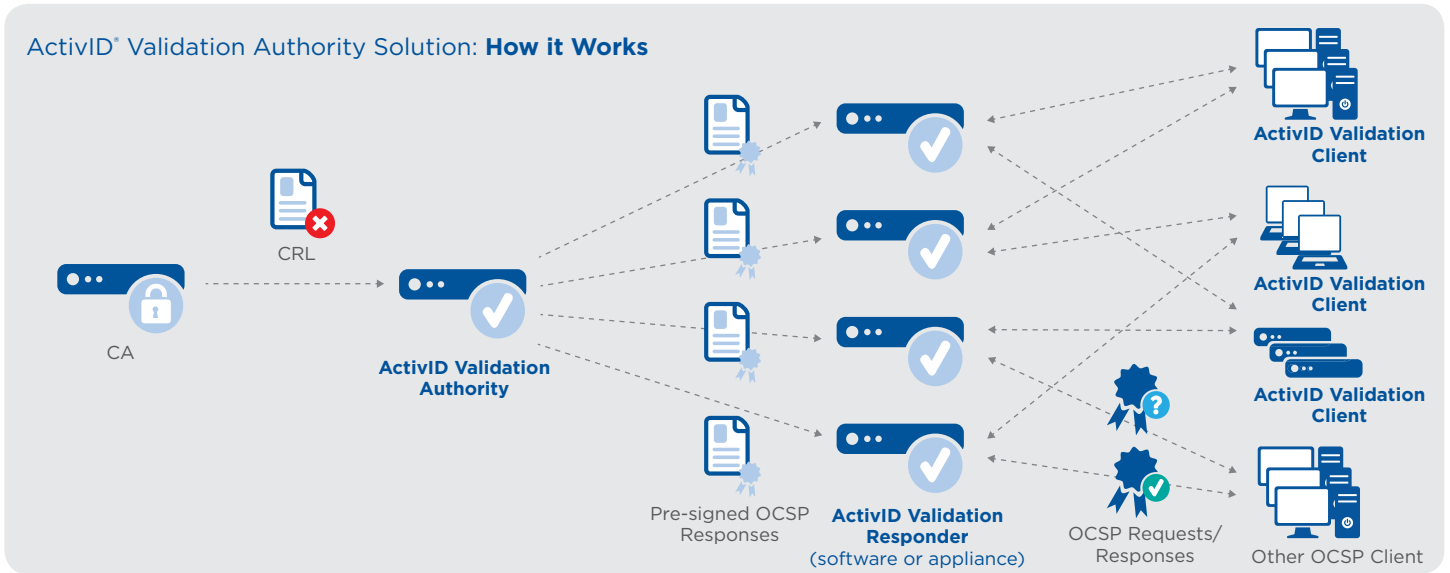 ActivID® Validation Authority Solution: How it Works
CRL
CA
ActivID Validation
Authority
Pre-signed OCSP
Responses
ActivID Validation
Responder
(software or appliance)
?
OCSP Requests/
Responses
ActivID Validation
Client
ActivID Validation
Client
ActivID Validation
Client
Other OCSP Client